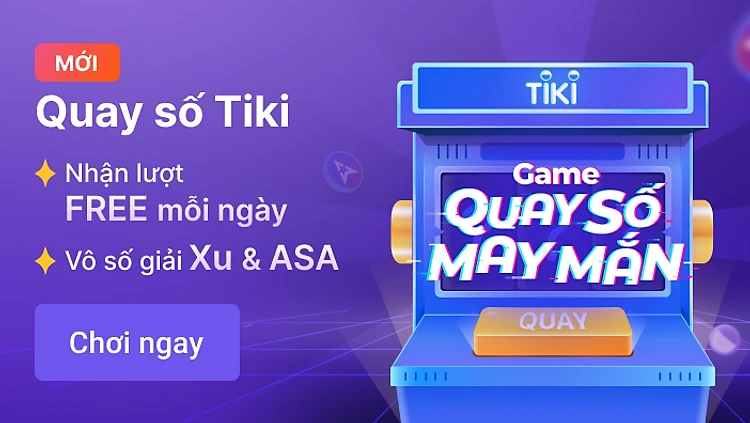 MỚI
Quay số Tiki
Nhận lượt
FREE mỗi ngày
Vô số giải Xu & ASA
Chơi ngay
TIKI
Game
QUAY SỐ
MAY MẮN
QUAY